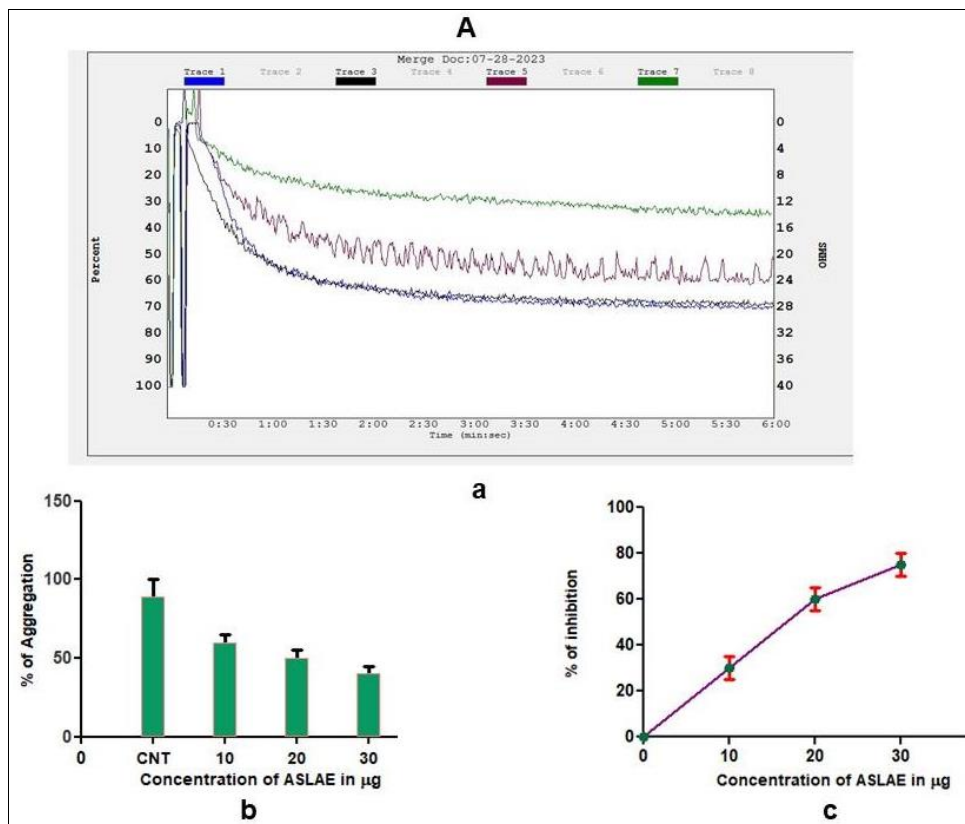 A
Merge Doc:07-28-2023
Trace 1 Trace 2 Trace 3 Trace 4 Trace 5 Trace 6 Trace 7 Trace 8
Percent
0
10
20
30
40
50
60
70
80
90
100
0
4
8
12
16
20
24
28
32
36
40
OHMS
0:30 1:00 1:30 2:00 2:30 3:00 3:30 4:00 4:30 5:00 5:30 6:00
Time (min:sec)
a
% of Aggregation
150
100
50
0
0 CNT 10 20 30
Concentration of ASLAE in µg
b
% of inhibition
100
80
60
40
20
0
0 10 20 30
Concentration of ASLAE in µg
c